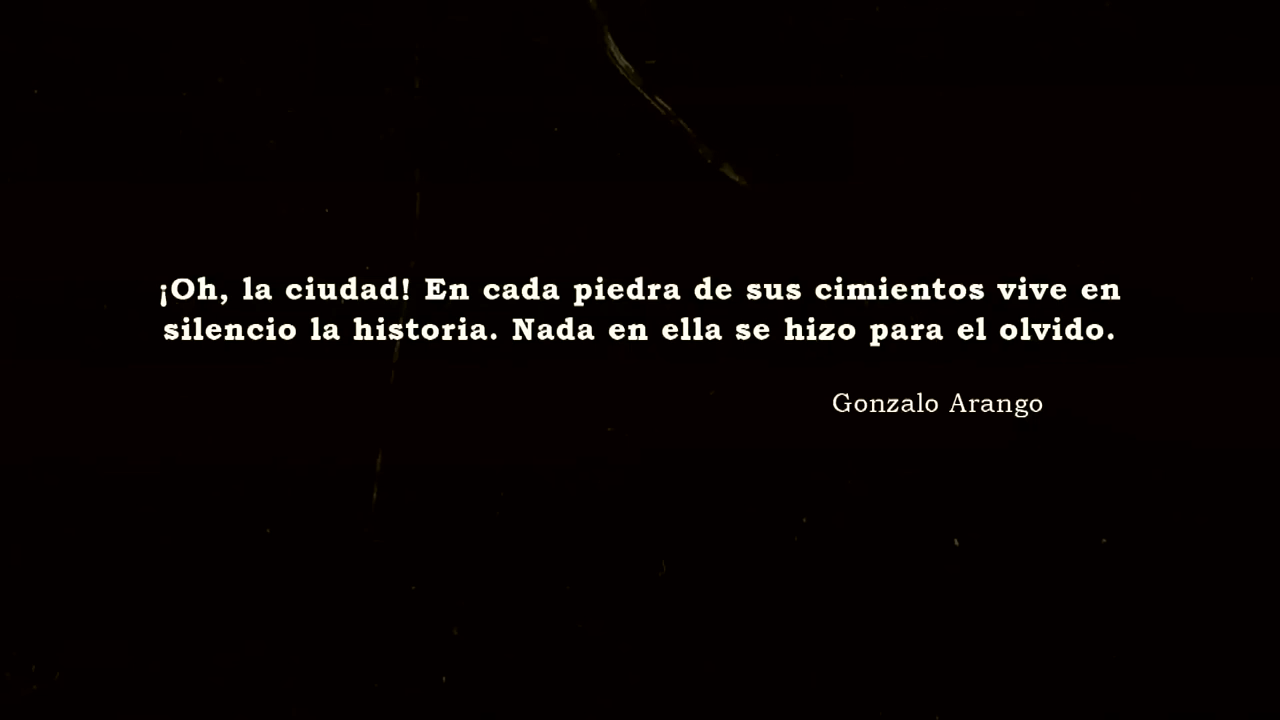 ¡Oh, la ciudad! En cada piedra de sus cimientos vive en
silencio la historia. Nada en ella se hizo para el olvido.
Gonzalo Arango